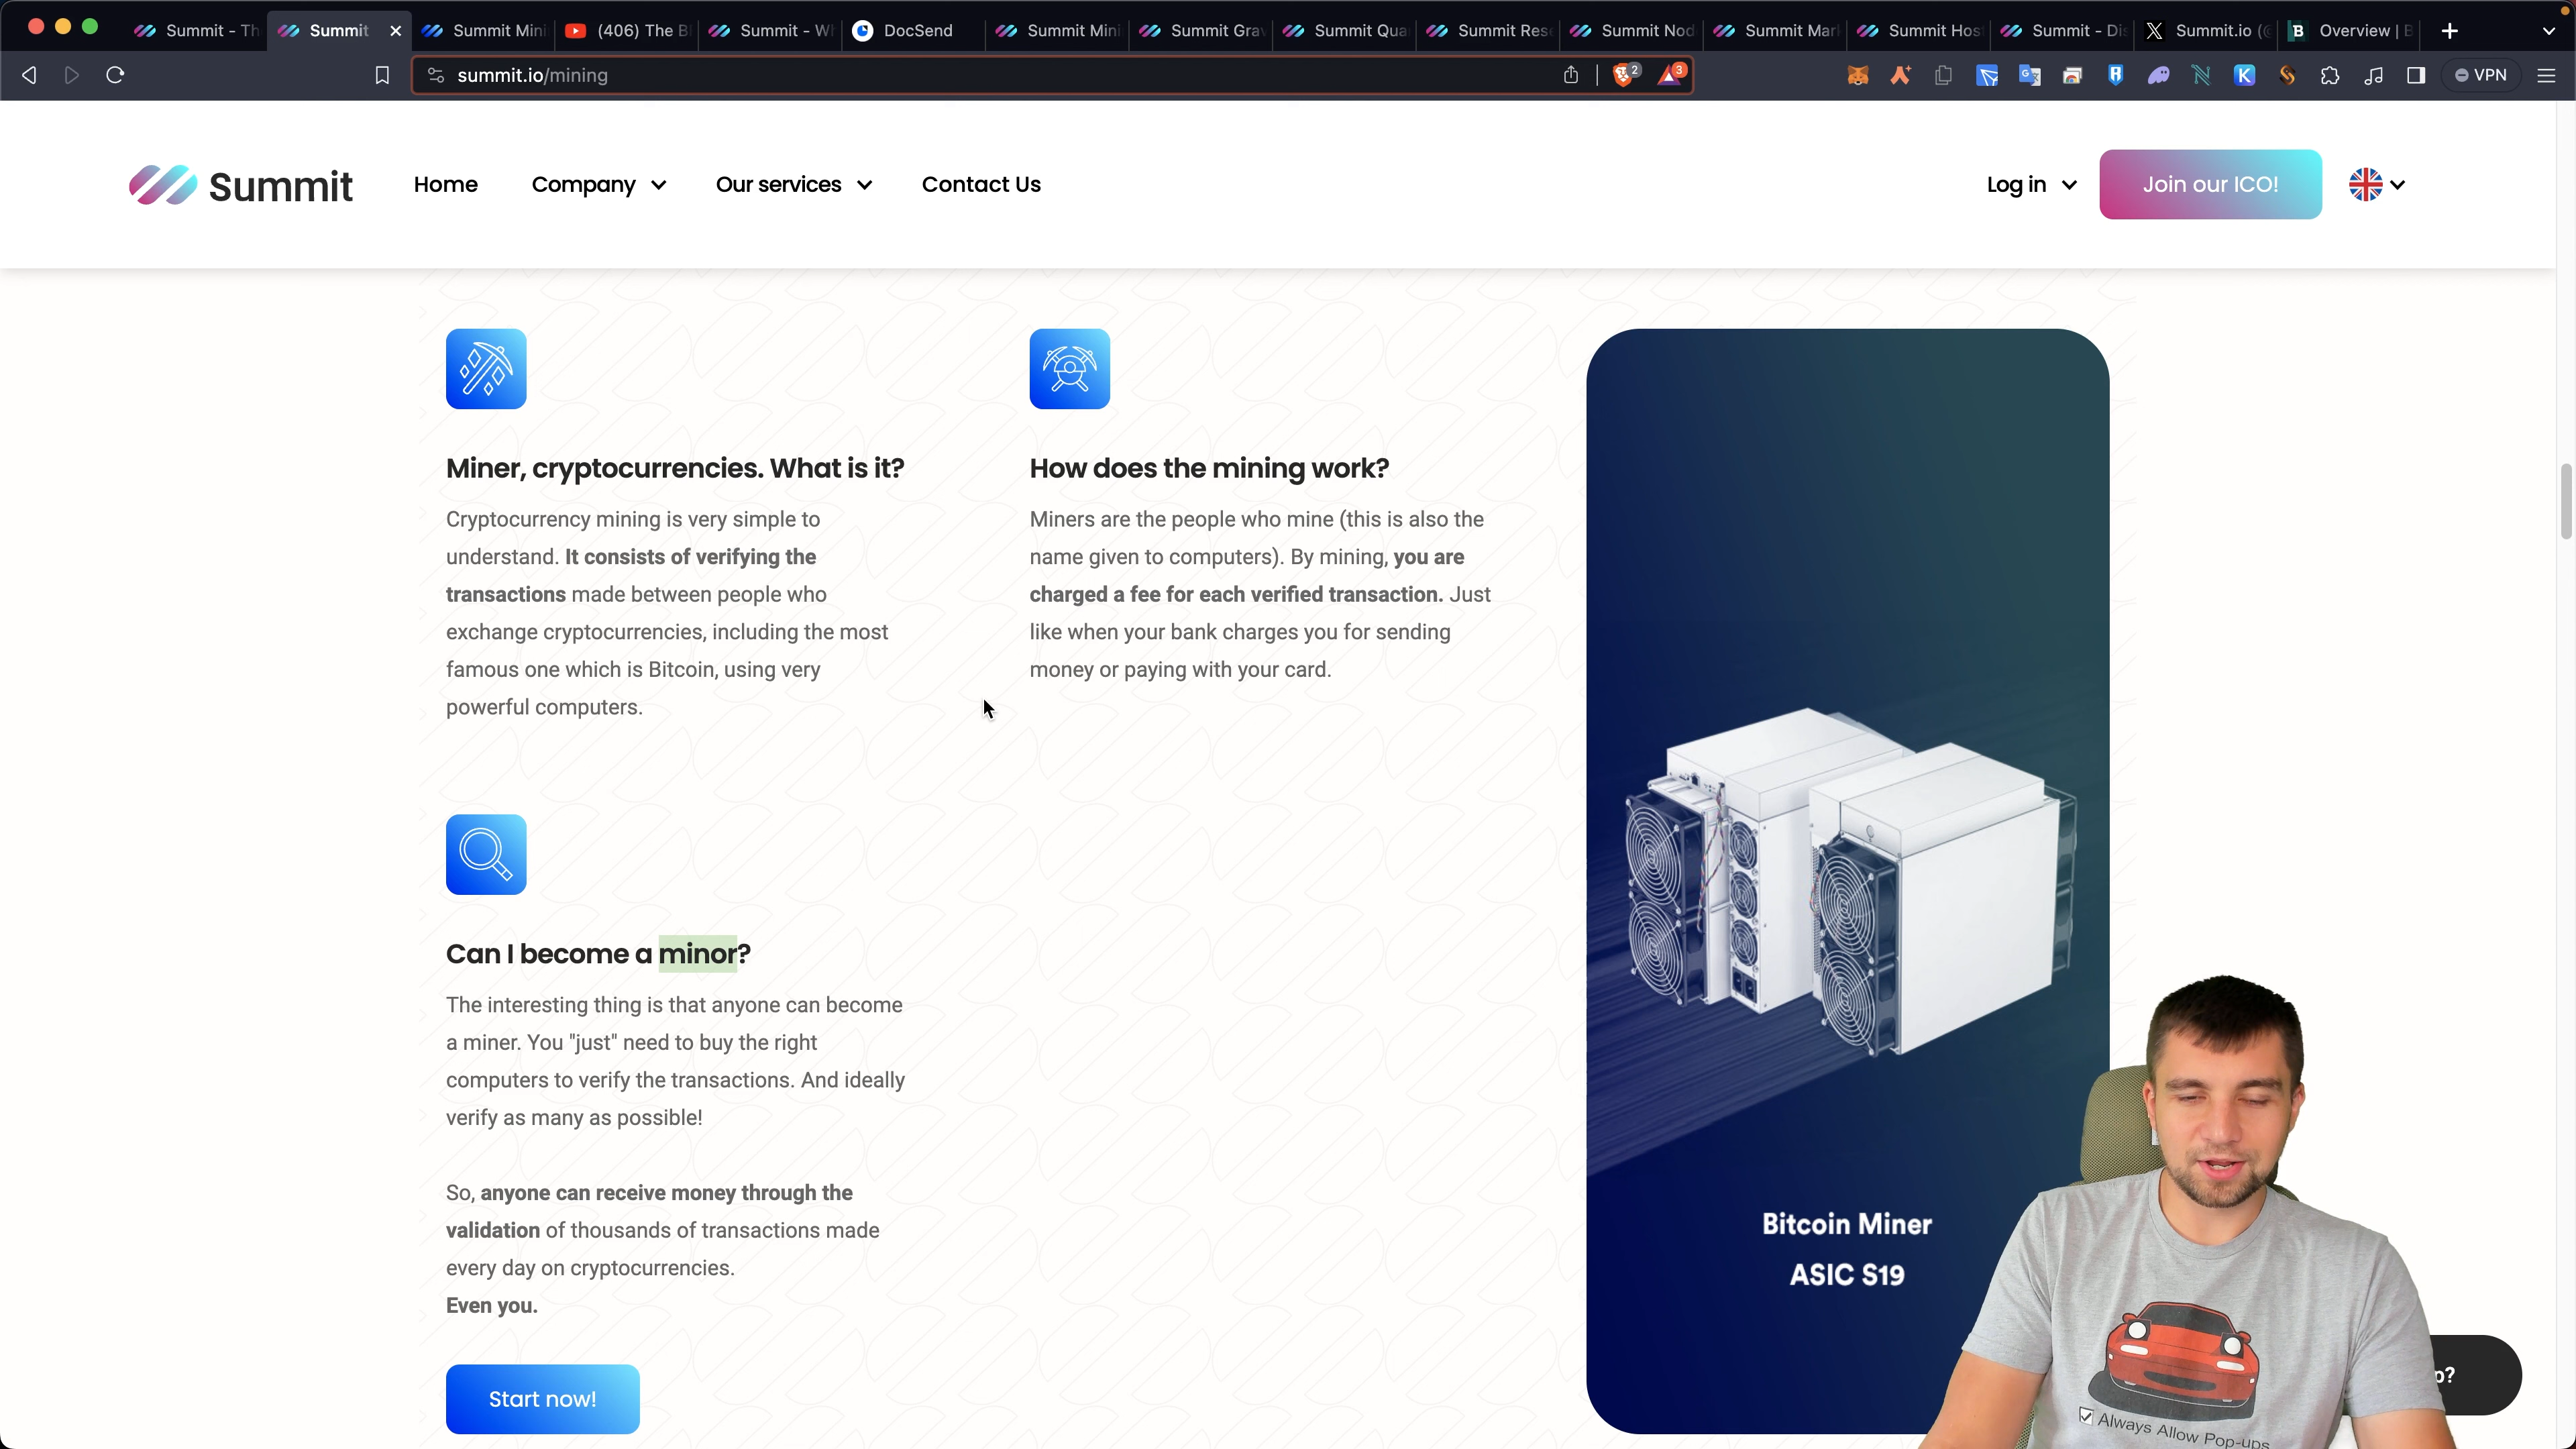 Summit - Th
Summit
Summit Mini
(406) The B
Summit - Wh
DocSend
Summit Mini
Summit Gra
Summit Qua
Summit Rese
Summit Nod
Summit Mar
Summit Hos
Summit - Dis
Summit.io (@
Overview | B
summit.io/mining
2
3
VPN
Summit
Home
Company
Our services
Contact Us
Log in
Join our ICO!
Miner, cryptocurrencies. What is it?
Cryptocurrency mining is very simple to
understand. It consists of verifying the
transactions made between people who
exchange cryptocurrencies, including the most
famous one which is Bitcoin, using very
powerful computers.
How does the mining work?
Miners are the people who mine (this is also the
name given to computers). By mining, you are
charged a fee for each verified transaction. Just
like when your bank charges you for sending
money or paying with your card.
Can I become a minor?
The interesting thing is that anyone can become
a miner. You "just" need to buy the right
computers to verify the transactions. And ideally
verify as many as possible!
So, anyone can receive money through the
validation of thousands of transactions made
every day on cryptocurrencies.
Even you.
Start now!
Bitcoin Miner
ASIC S19
p?
Always Allow Pop-ups